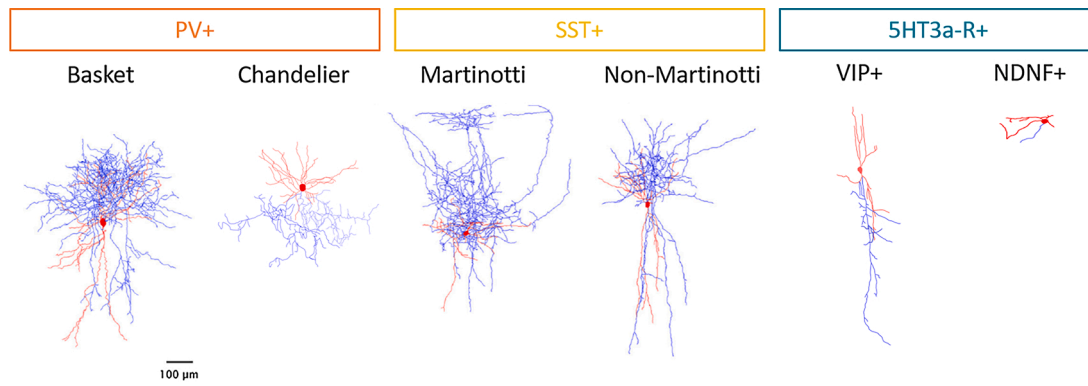 PV+
SST+
5HT3a-R+
Basket
Chandelier
Martinotti
Non-Martinotti
VIP+
NDNF+
100 µm